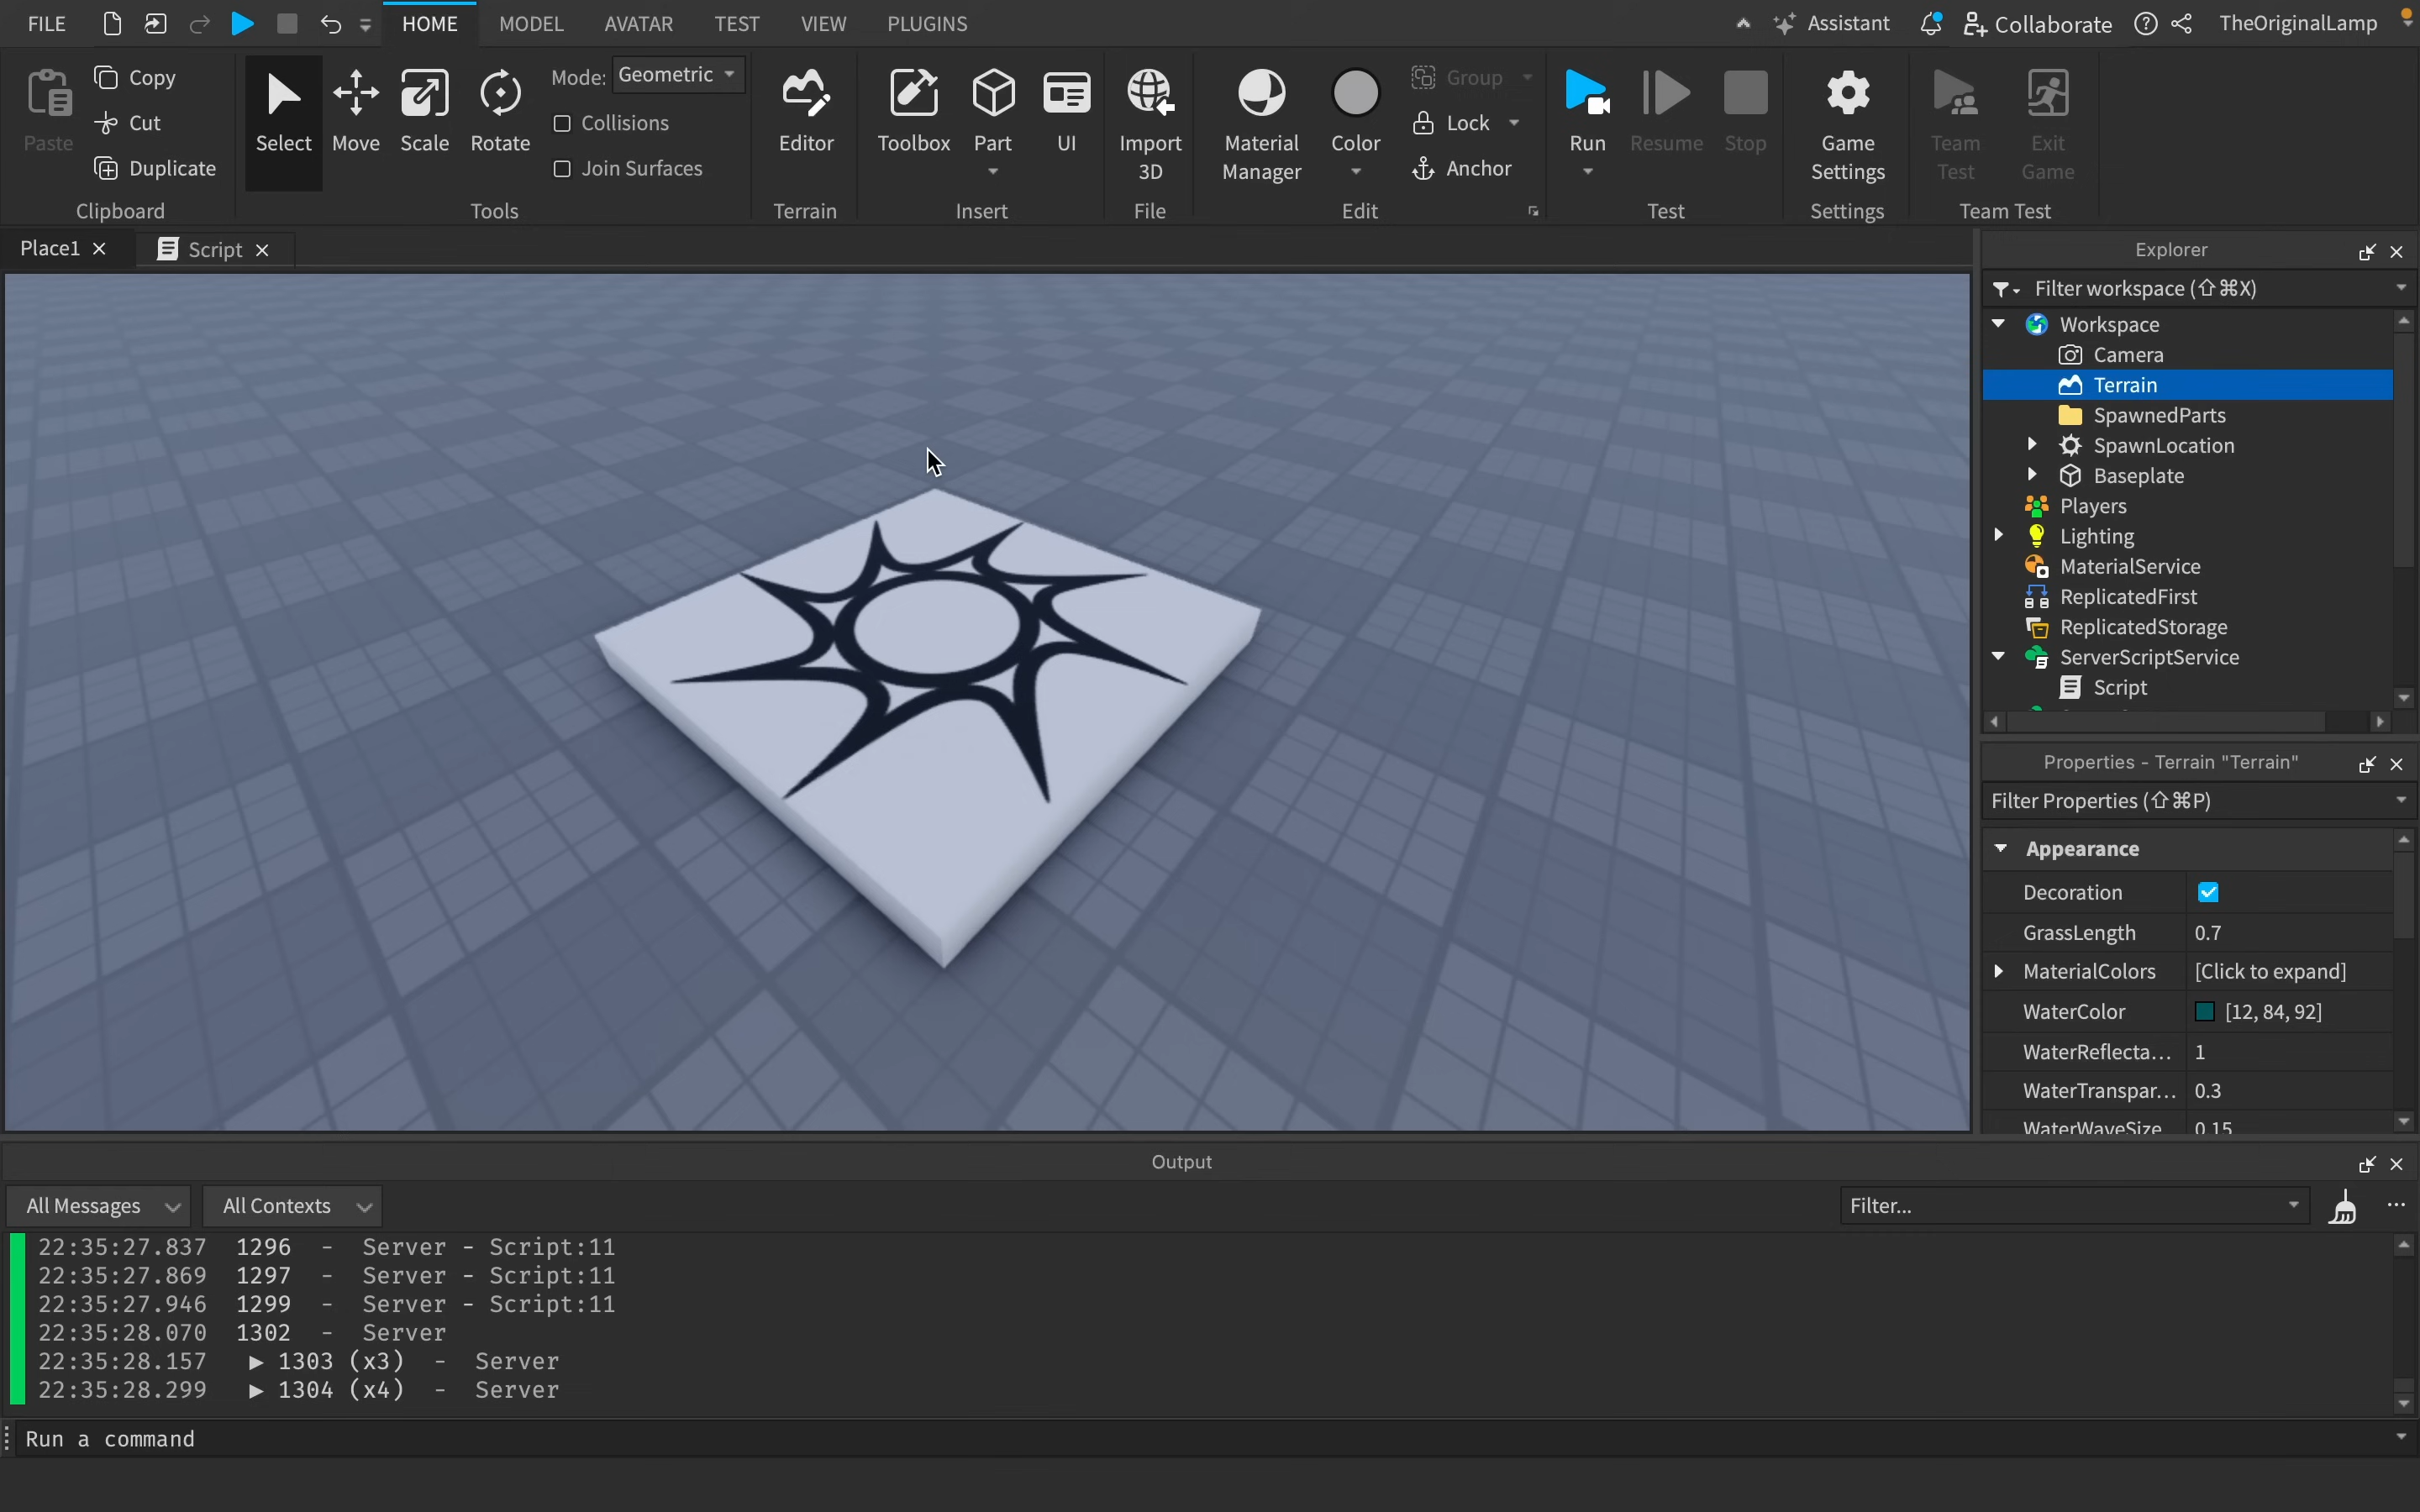 FILE
HOME
MODEL
AVATAR
TEST
VIEW
PLUGINS
Assistant
Collaborate
TheOriginalLamp
Paste
Copy
Cut
Duplicate
Clipboard
Select
Move
Scale
Rotate
Mode: Geometric
Collisions
Join Surfaces
Tools
Editor
Terrain
Toolbox
Part
UI
Insert
Import
3D
File
Material
Manager
Color
Group
Lock
Anchor
Edit
Run
Resume
Stop
Test
Game
Settings
Settings
Team
Test
Exit
Game
Team Test
Place1
Script
Explorer
Filter workspace (⇧⌘X)
Workspace
Camera
Terrain
SpawnedParts
SpawnLocation
Baseplate
Players
Lighting
MaterialService
ReplicatedFirst
ReplicatedStorage
ServerScriptService
Script
Properties - Terrain "Terrain"
Filter Properties (⇧⌘P)
Appearance
Decoration
GrassLength 0.7
MaterialColors [Click to expand]
WaterColor [12, 84, 92]
WaterReflecta... 1
WaterTranspar... 0.3
WaterWaveSize 0.15
Output
All Messages
All Contexts
Filter...
22:35:27.837 1296 - Server - Script:11
22:35:27.869 1297 - Server - Script:11
22:35:27.946 1299 - Server - Script:11
22:35:28.070 1302 - Server
22:35:28.157 ▶ 1303 (x3) - Server
22:35:28.299 ▶ 1304 (x4) - Server
Run a command